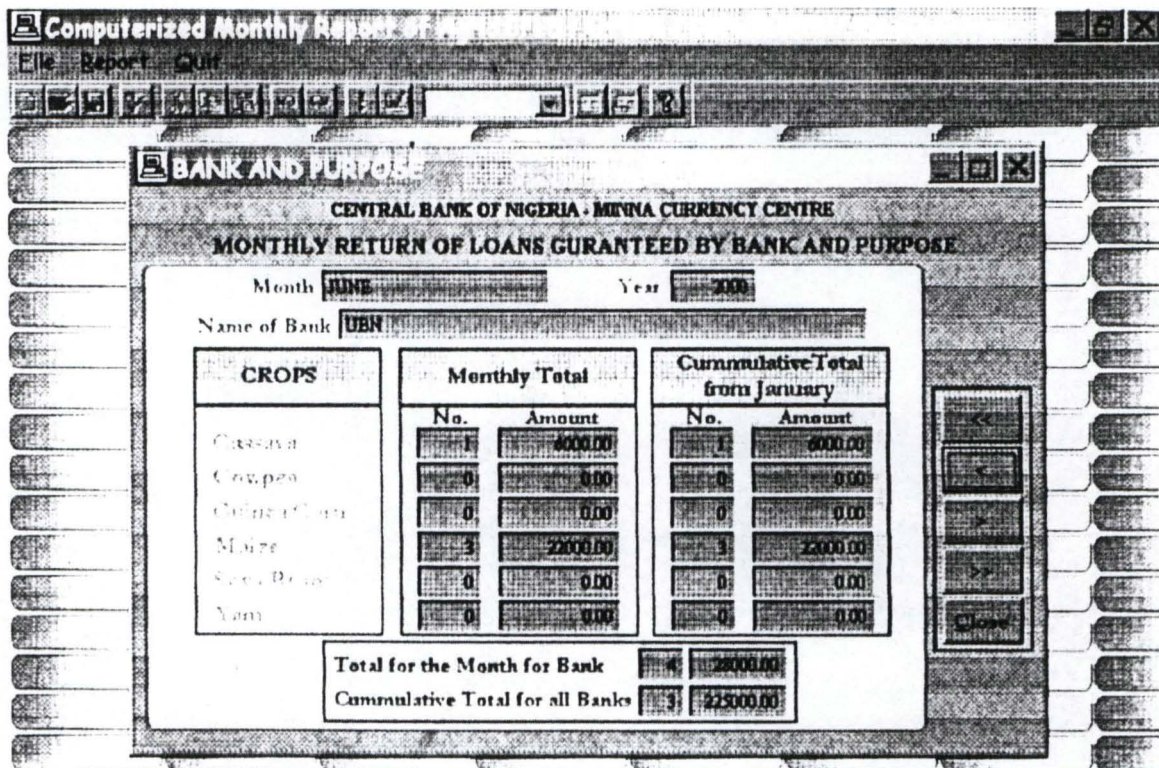 Computerized Monthly Report of
File Report Quit
BANK AND PURPOSE
CENTRAL BANK OF NIGERIA - MINNA CURRENCY CENTRE
MONTHLY RETURN OF LOANS GURANTEED BY BANK AND PURPOSE
Month JUNE Year 2000
Name of Bank UBN
CROPS Monthly Total Cummulative Total
from January
No. Amount No. Amount
Cassava 1 6000.00 1 6000.00
Cowpea 0 0.00 0 0.00
Guinea Corn 0 0.00 0 0.00
Maize 3 22000.00 3 22000.00
0 0.00 0 0.00
Yam 0 0.00 0 0.00
Total for the Month for Bank 4 28000.00
Cummulative Total for all Banks 3 225000.00
<<
<
>
>>
Close